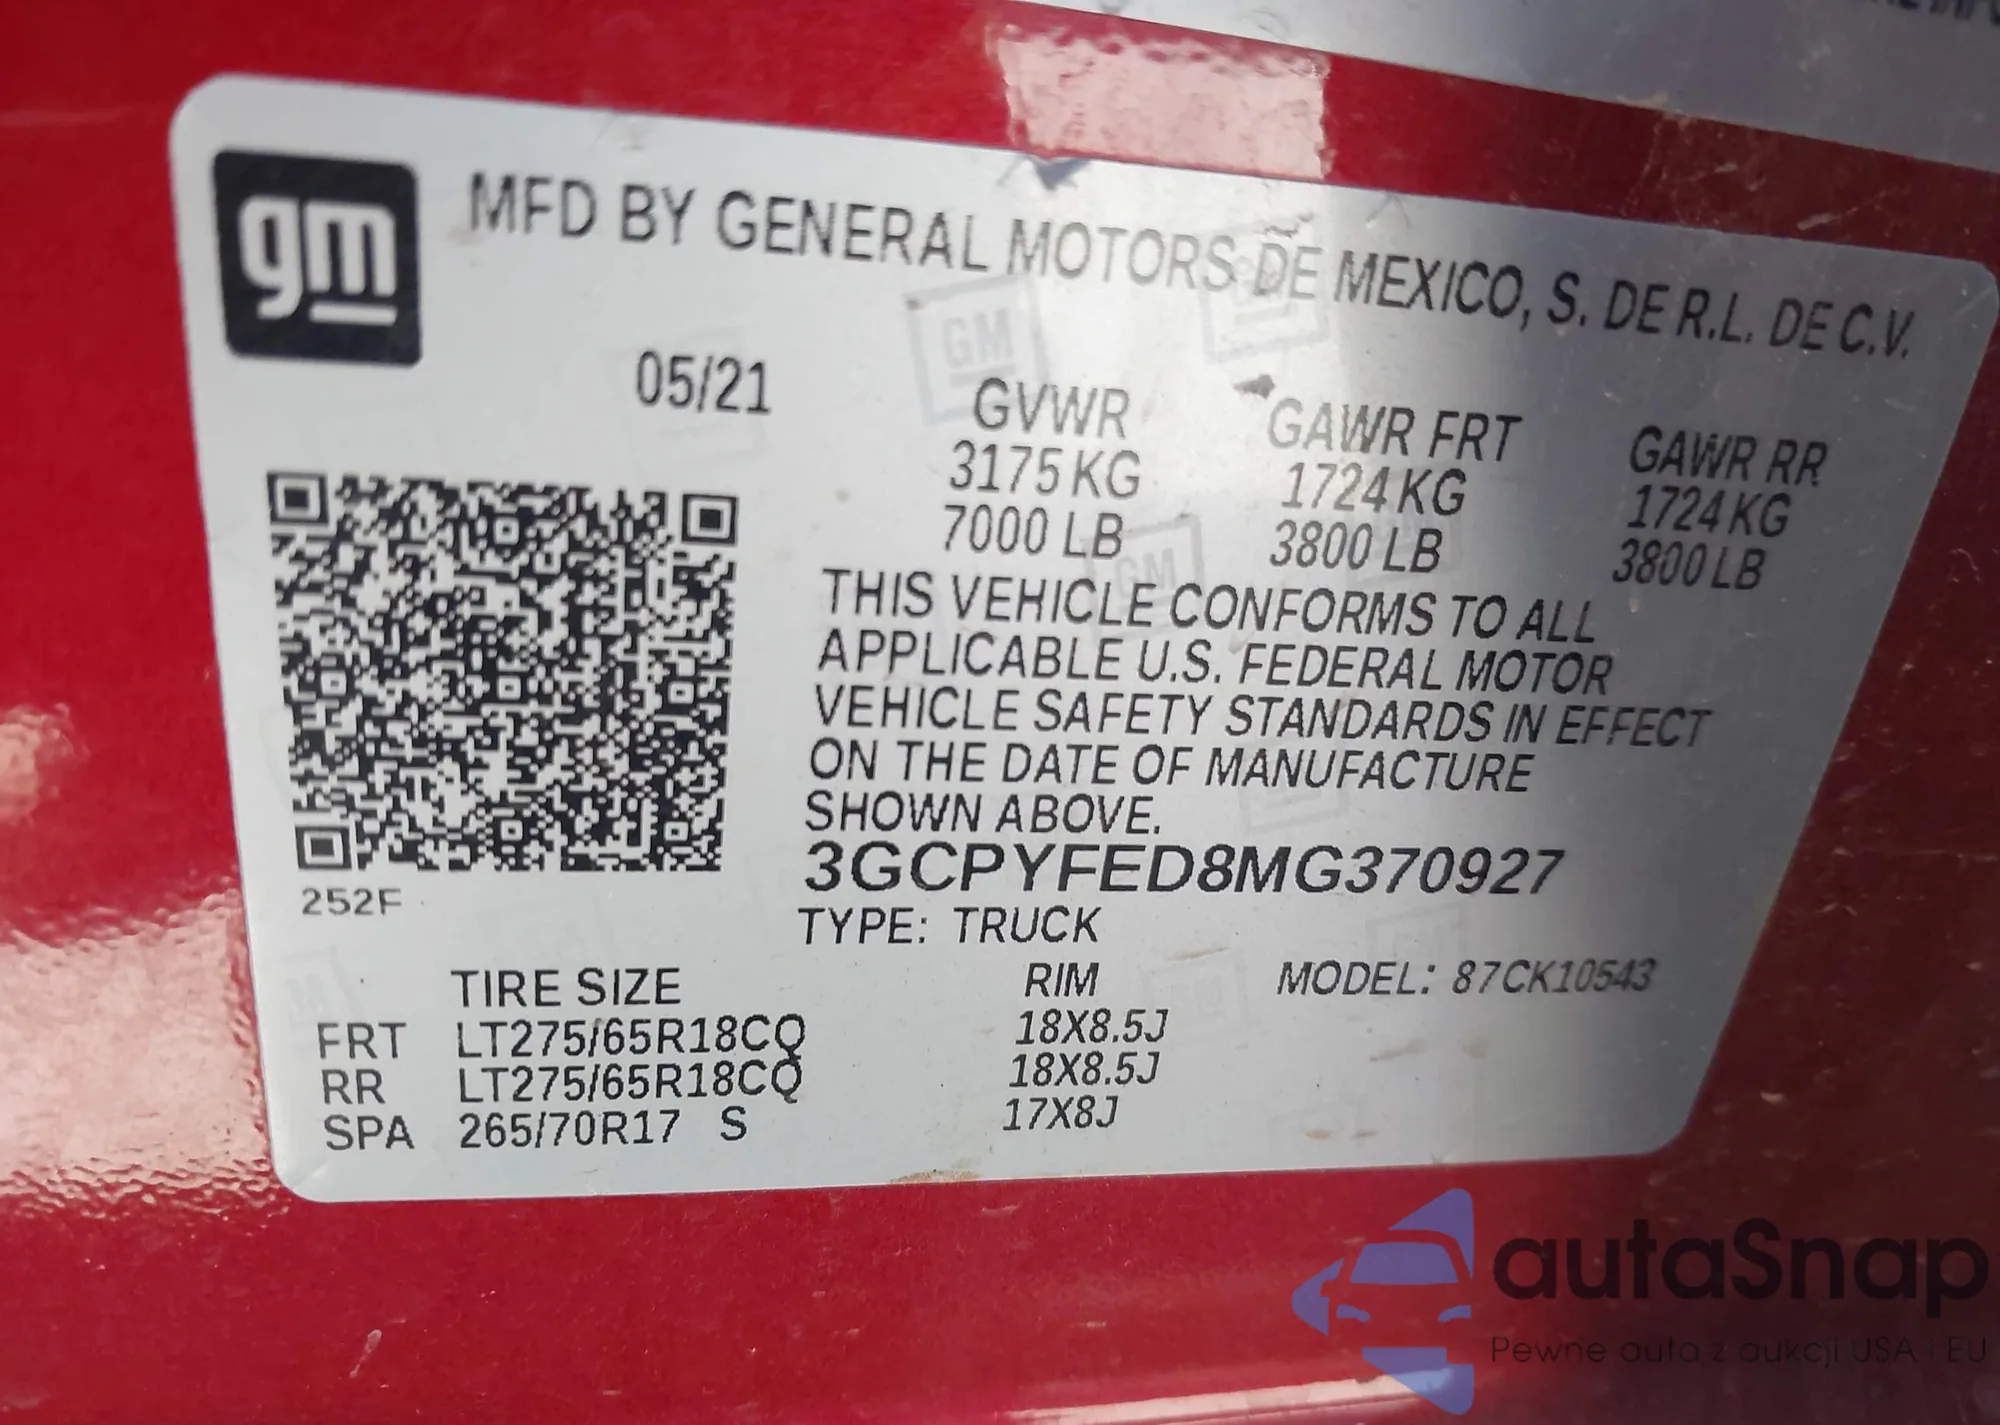 gm
MFD BY GENERAL MOTORS DE MEXICO, S. DE R.L. DE C.V.
05/21
GVWR GAWR FRT GAWR RR
3175 KG 1724 KG 1724 KG
7000 LB 3800 LB 3800 LB
THIS VEHICLE CONFORMS TO ALL
APPLICABLE U.S. FEDERAL MOTOR
VEHICLE SAFETY STANDARDS IN EFFECT
ON THE DATE OF MANUFACTURE
SHOWN ABOVE.
3GCPYFED8MG370927
252F
TYPE: TRUCK
TIRE SIZE RIM MODEL: 87CK10543
FRT LT275/65R18CQ 18X8.5J
RR LT275/65R18CQ 18X8.5J
SPA 265/70R17 S 17X8J
GM
GM
autaSnap
Pewne auta z aukcji USA i EU